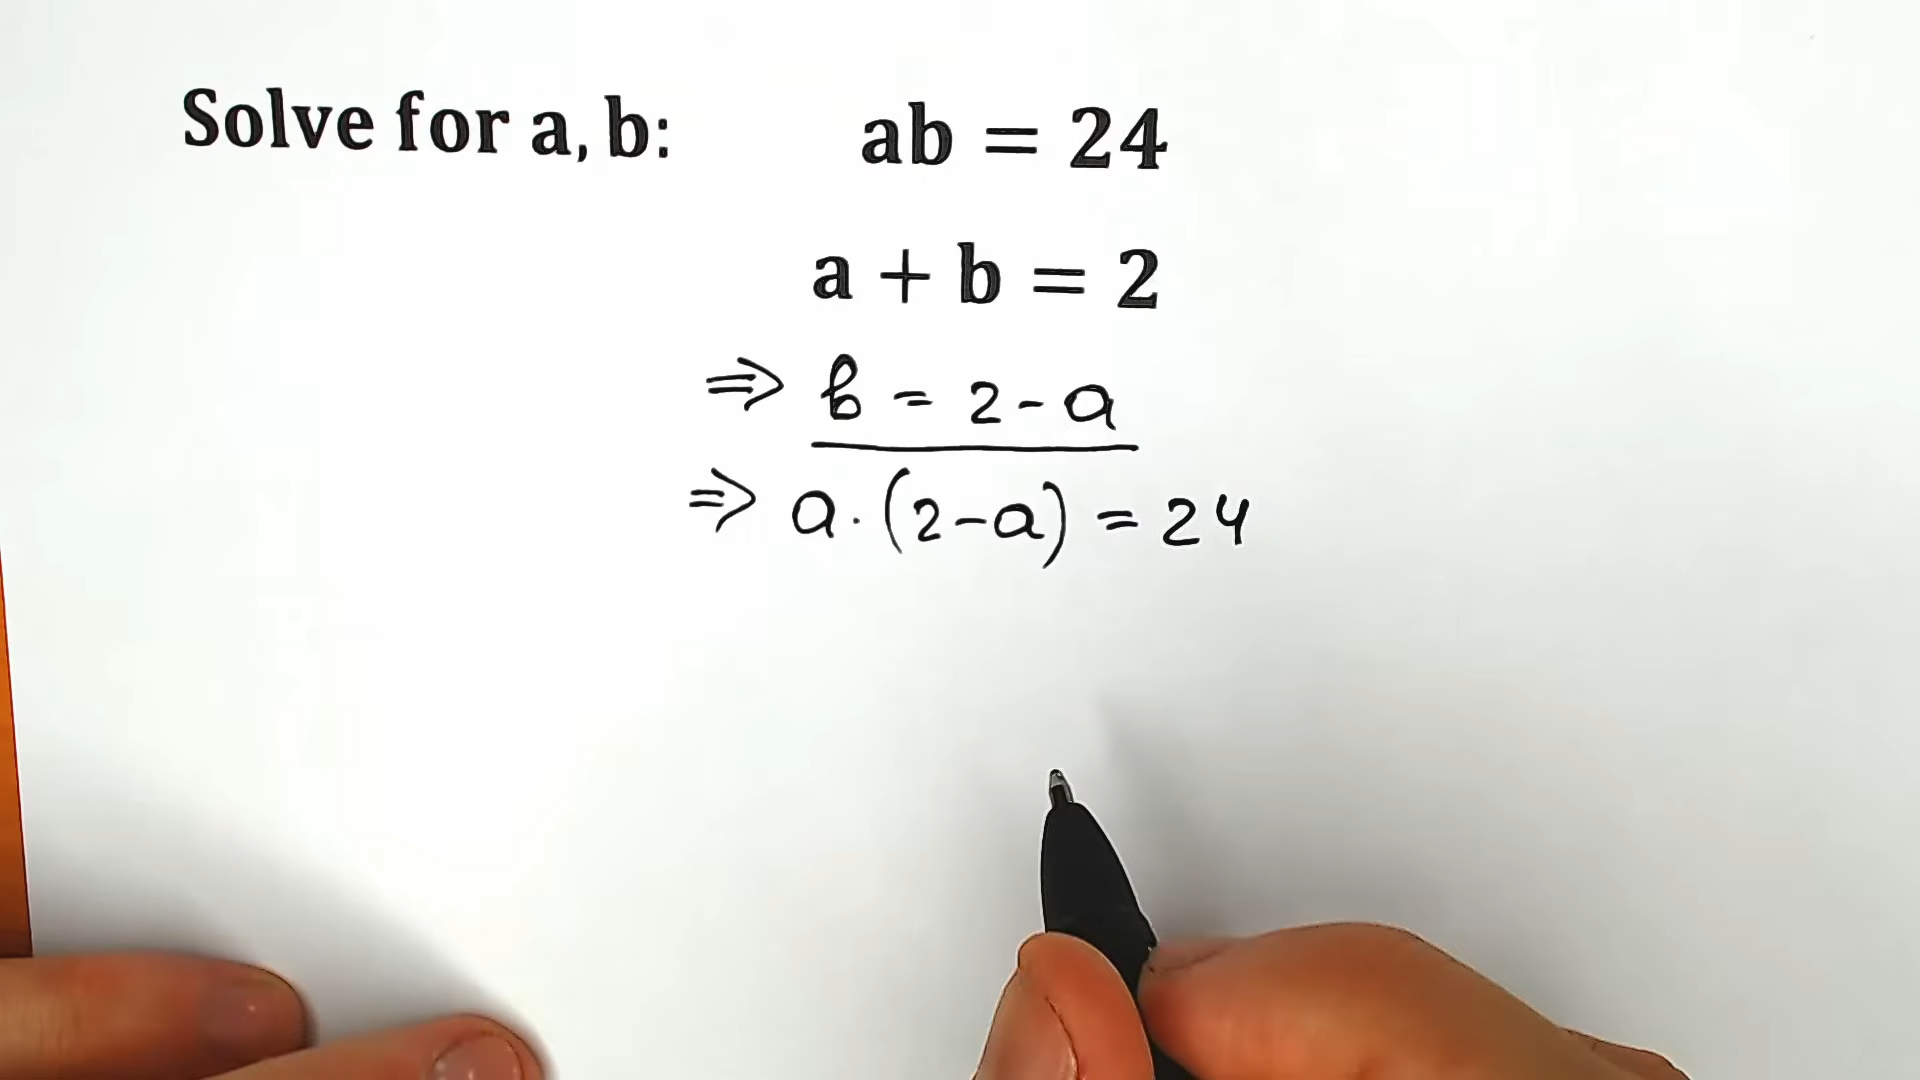 Solve for a, b: ab = 24
a + b = 2
⇒ b = 2 - a
⇒ a · (2-a) = 24